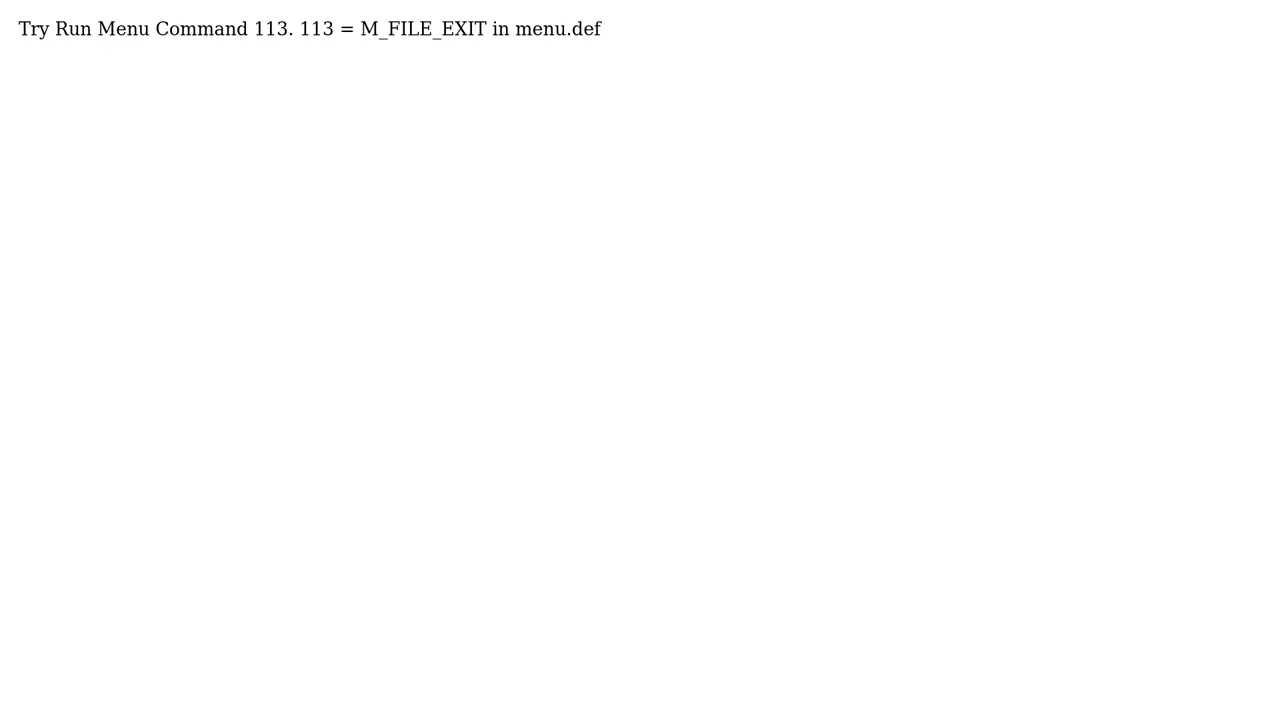 Try Run Menu Command 113. 113 = M_FILE_EXIT in menu.def